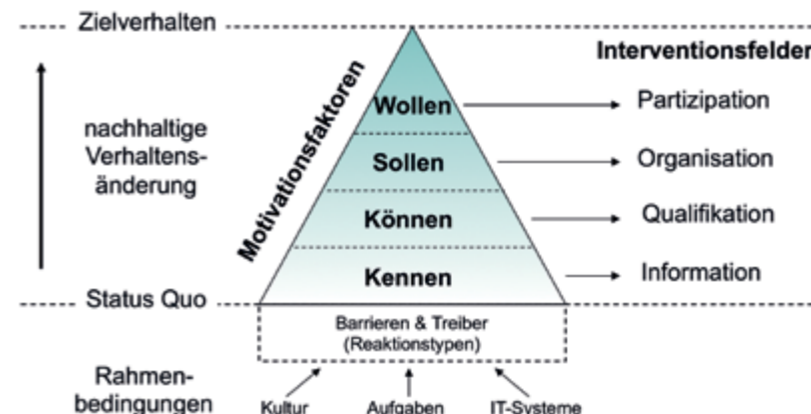 Zielverhalten
Interventionsfelder
Motivationsfaktoren
Wollen
Partizipation
nachhaltige
Verhaltens-
änderung
Sollen
Organisation
Können
Qualifikation
Kennen
Information
Status Quo
Barrieren & Treiber
(Reaktionstypen)
Rahmen-
bedingungen
Kultur
Aufgaben
IT-Systeme